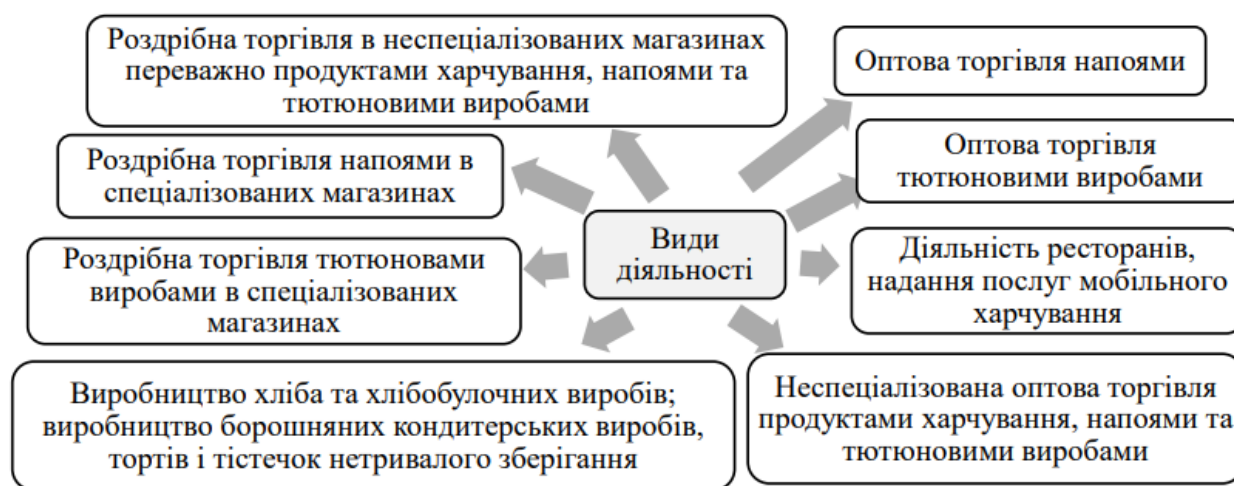 Роздрібна торгівля в неспеціалізованих магазинах
переважно продуктами харчування, напоями та
тютюновими виробами
Оптова торгівля напоями
Роздрібна торгівля напоями в
спеціалізованих магазинах
Оптова торгівля
тютюновими виробами
Види
діяльності
Роздрібна торгівля тютюновами
виробами в спеціалізованих
магазинах
Діяльність ресторанів,
надання послуг мобільного
харчування
Виробництво хліба та хлібобулочних виробів;
виробництво борошняних кондитерських виробів,
тортів і тістечок нетривалого зберігання
Неспеціалізована оптова торгівля
продуктами харчування, напоями та
тютюновими виробами